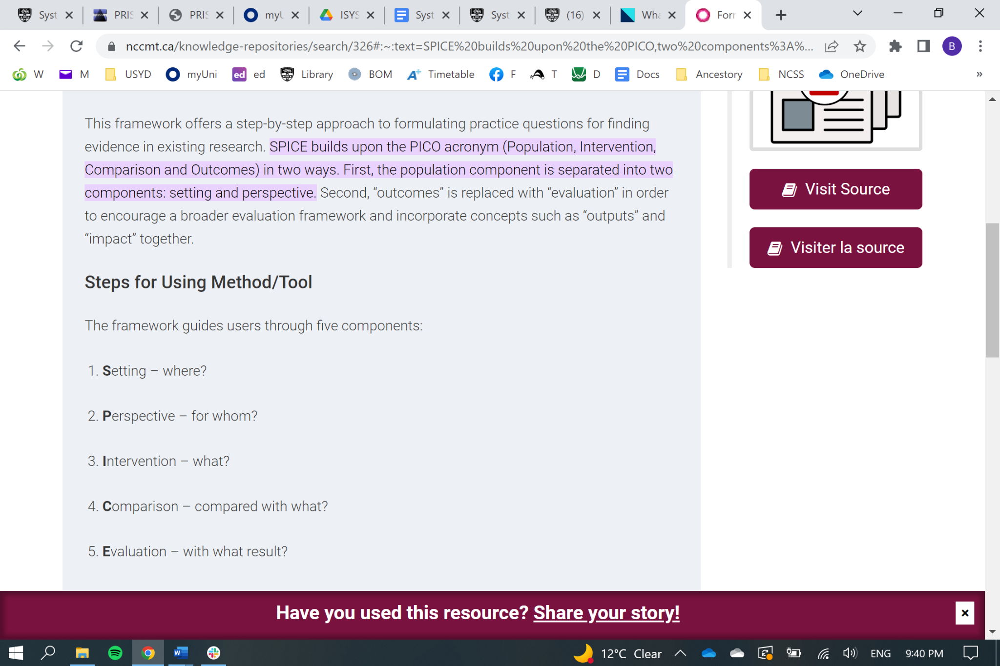 Syst
PRIS
PRIS
myU
ISYS
Syst
Syst
(16)
Wha
Forr
nccmt.ca/knowledge-repositories/search/326#:~:text=SPICE%20builds%20upon%20the%20PICO,two%20components%3A%...
B
W
M
USYD
ed
myUni
ed
Library
BOM
A+
Timetable
F
T
D
Docs
Ancestory
NCSS
OneDrive
»
This framework offers a step-by-step approach to formulating practice questions for finding
evidence in existing research. SPICE builds upon the PICO acronym (Population, Intervention,
Comparison and Outcomes) in two ways. First, the population component is separated into two
components: setting and perspective. Second, “outcomes” is replaced with “evaluation” in order
to encourage a broader evaluation framework and incorporate concepts such as “outputs” and
“impact” together.
Visit Source
Visiter la source
Steps for Using Method/Tool
The framework guides users through five components:
1. Setting – where?
2. Perspective – for whom?
3. Intervention – what?
4. Comparison – compared with what?
5. Evaluation – with what result?
Have you used this resource? Share your story!
12°C Clear
ENG
9:40 PM